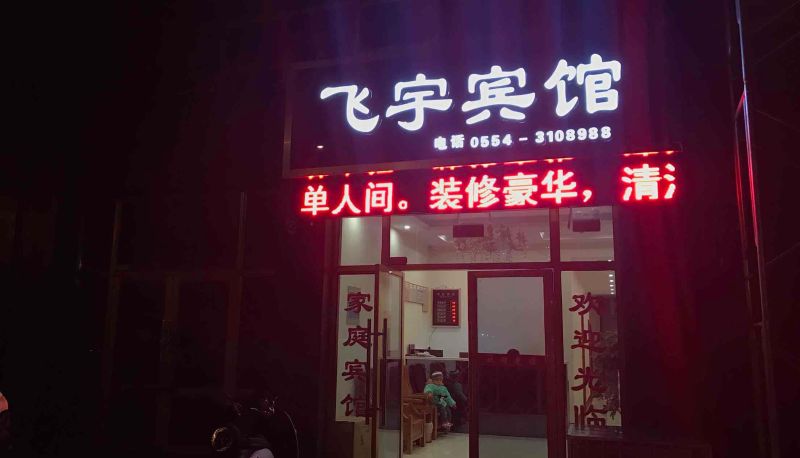 飞宇宾馆
电话 0554-3108988
单人间。装修豪华，清
家庭宾馆
欢迎光临